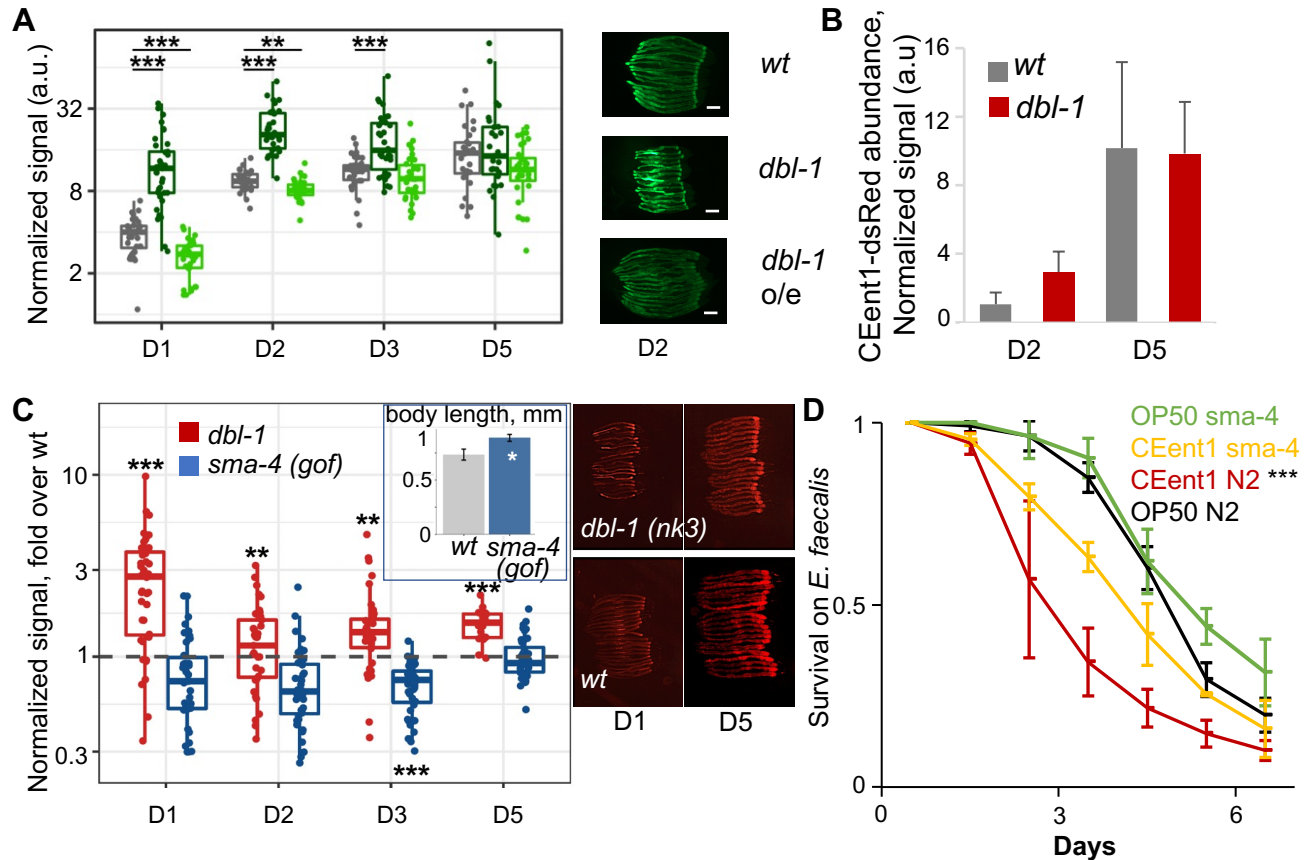 A
Normalized signal (a.u.)
32
8
2
***
***
**
***
***
D1
D2
D3
D5
wt
dbl-1
dbl-1
o/e
D2
B
CEent1-dsRed abundance,
Normalized signal (a.u)
16
12
8
4
0
wt
dbl-1
D2
D5
C
Normalized signal, fold over wt
10
3
1
0.3
dbl-1
sma-4 (gof)
***
**
**
***
***
body length, mm
1
0.5
0
*
wt
sma-4
(gof)
D1
D2
D3
D5
dbl-1 (nk3)
wt
D1
D5
D
Survival on E. faecalis
1
0.5
0
OP50 sma-4
CEent1 sma-4
CEent1 N2 ***
OP50 N2
0
3
6
Days